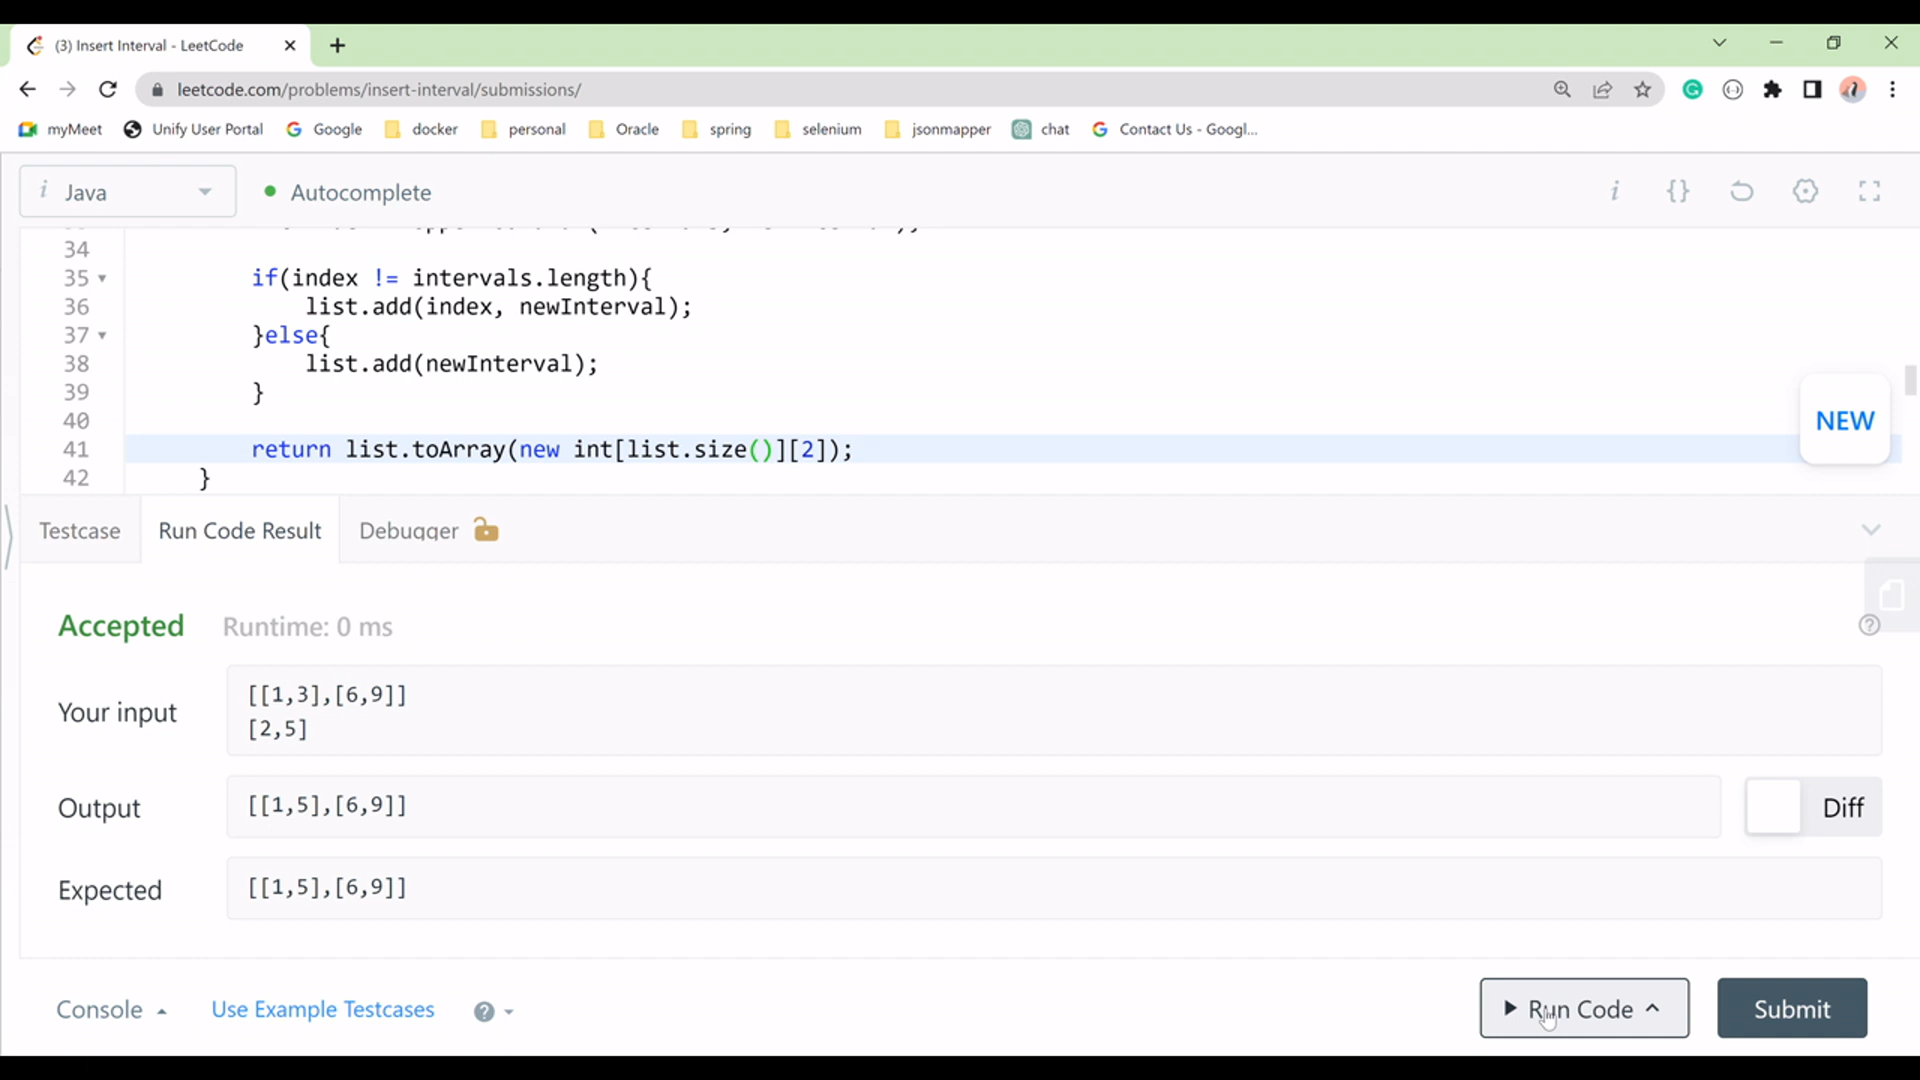 (3) Insert Interval - LeetCode
leetcode.com/problems/insert-interval/submissions/
myMeet Unify User Portal Google docker personal Oracle spring selenium jsonmapper chat Contact Us - Googl...
i Java Autocomplete i {}
34
35 if(index != intervals.length){
36 list.add(index, newInterval);
37 }else{
38 list.add(newInterval);
39 }
40
NEW
41 return list.toArray(new int[list.size()][2]);
42 }
Testcase Run Code Result Debugger
Accepted Runtime: 0 ms
Your input
[[1,3],[6,9]]
[2,5]
Output [[1,5],[6,9]] Diff
Expected [[1,5],[6,9]]
Console Use Example Testcases Run Code Submit